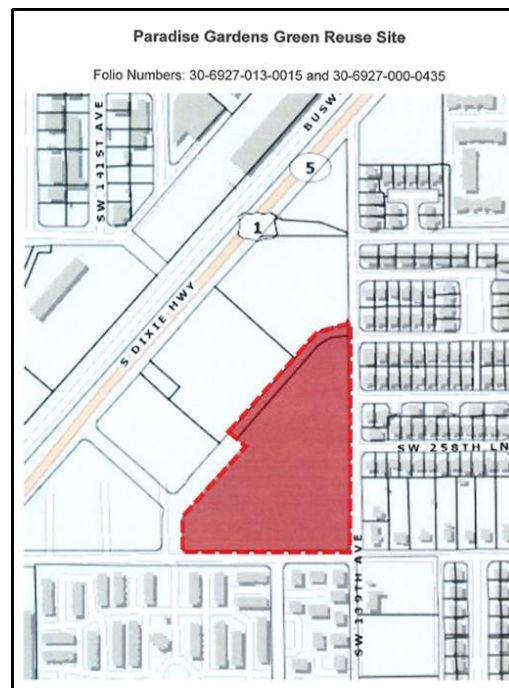 Paradise Gardens Green Reuse Site
Folio Numbers: 30-6927-013-0015 and 30-6927-000-0435
SW 141ST AVE
BUSW
5
1
S DIXIE HWY
SW 258TH LN
SW 139TH AVE